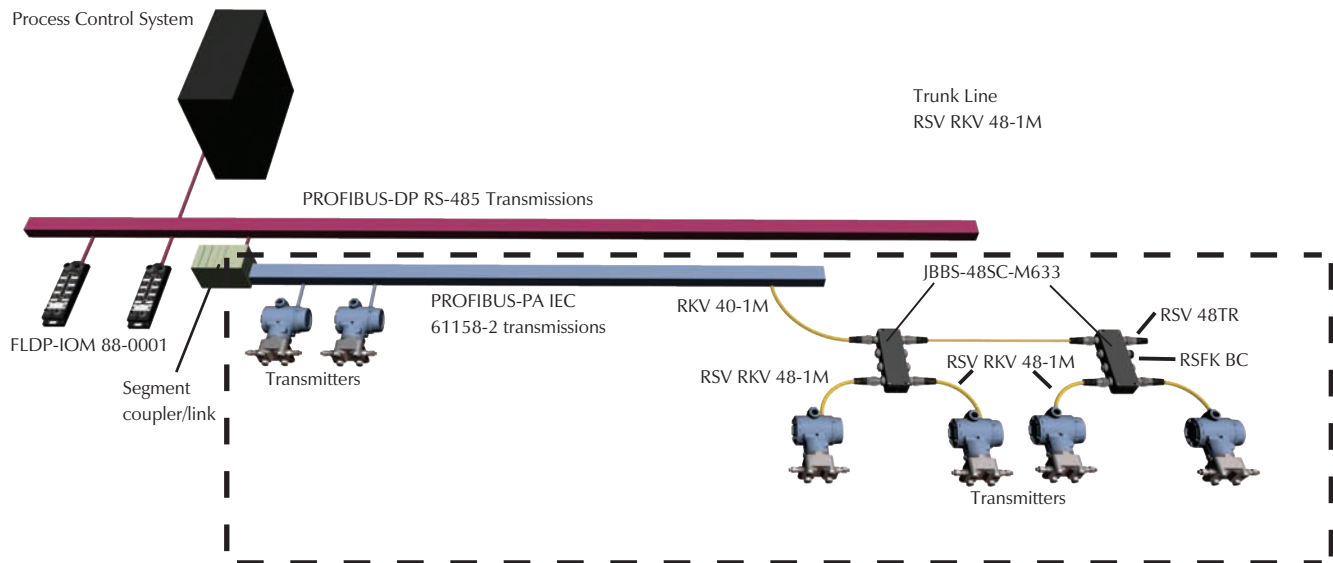 Process Control System
Trunk Line
RSV RKV 48-1M
PROFIBUS-DP RS-485 Transmissions
JBBS-48SC-M633
PROFIBUS-PA IEC
61158-2 transmissions
RKV 40-1M
RSV 48TR
FLDP-IOM 88-0001
RSFK BC
Transmitters
RSV RKV 48-1M
RSV RKV 48-1M
Segment
coupler/link
Transmitters